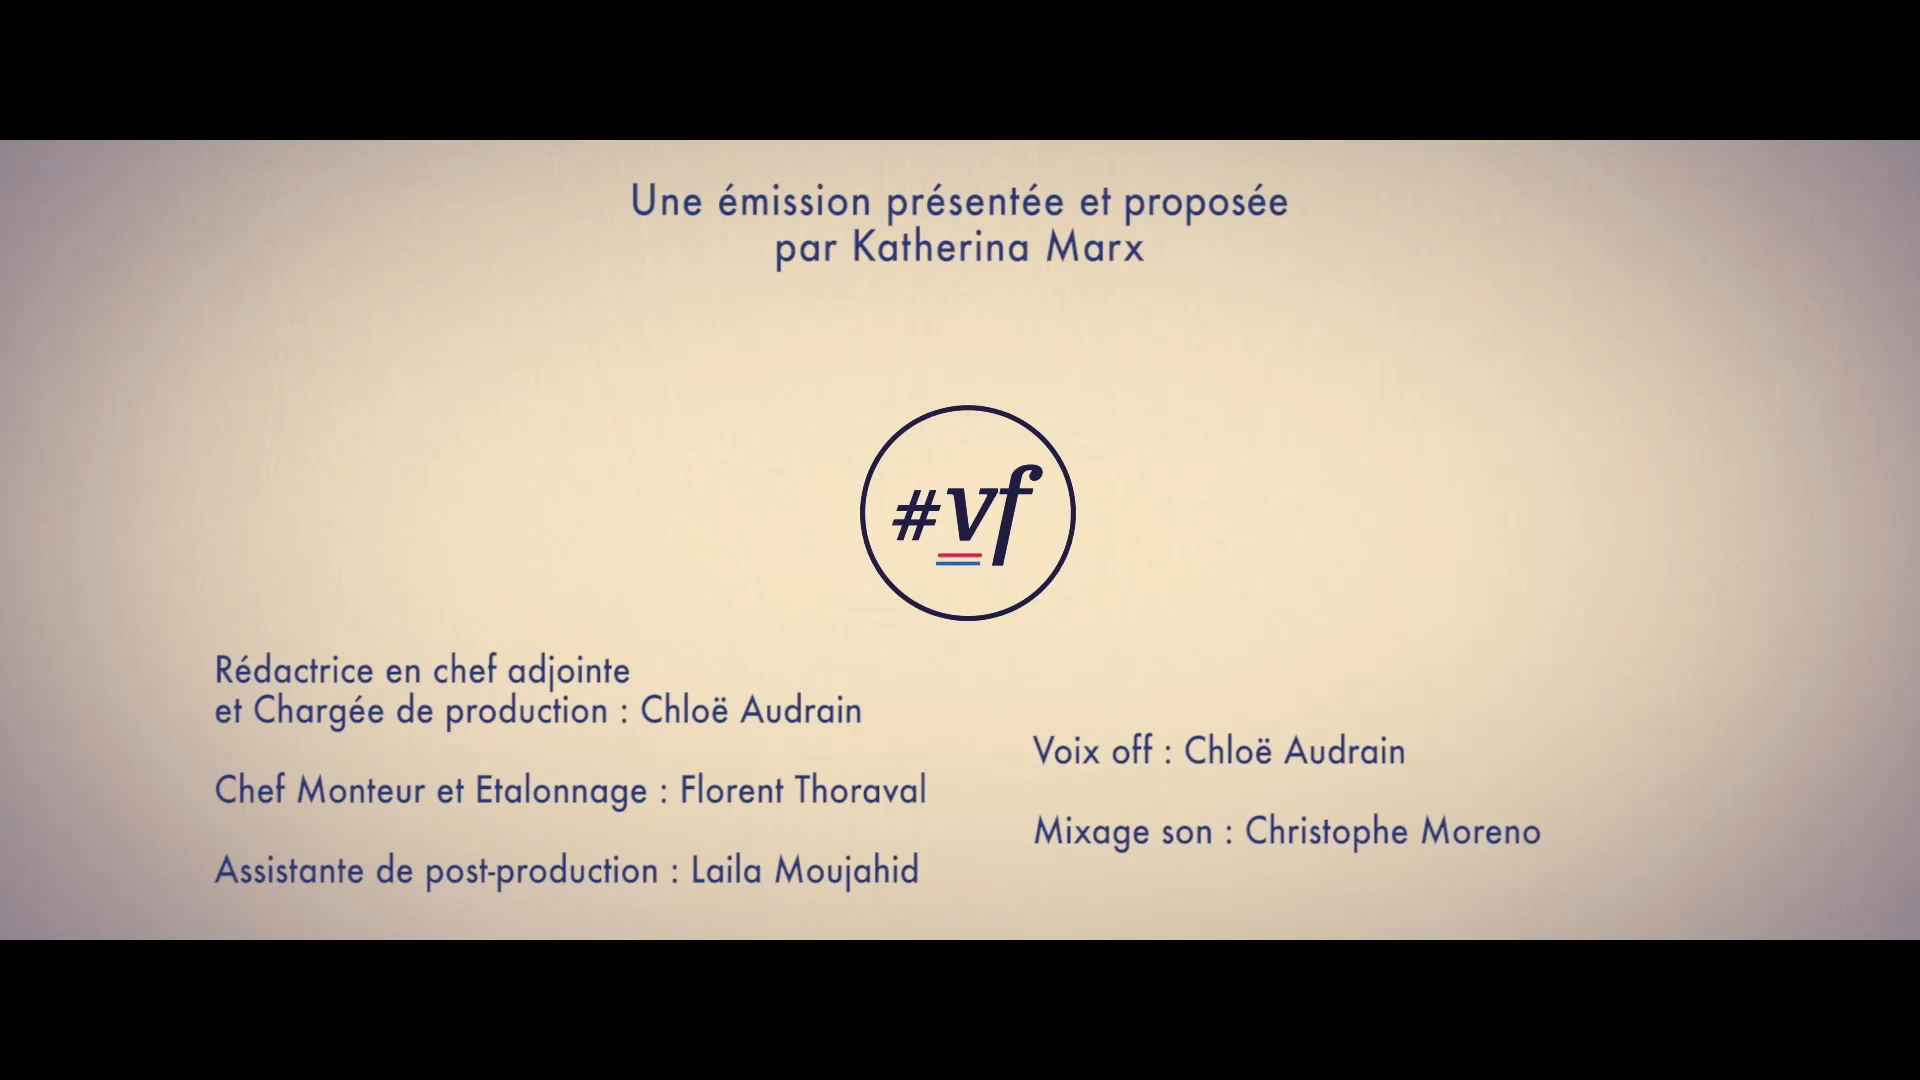 Une émission présentée et proposée
par Katherina Marx
#vf
Rédactrice en chef adjointe
et Chargée de production : Chloë Audrain
Chef Monteur et Etalonnage : Florent Thoraval
Assistante de post-production : Laila Moujahid
Voix off : Chloë Audrain
Mixage son : Christophe Moreno